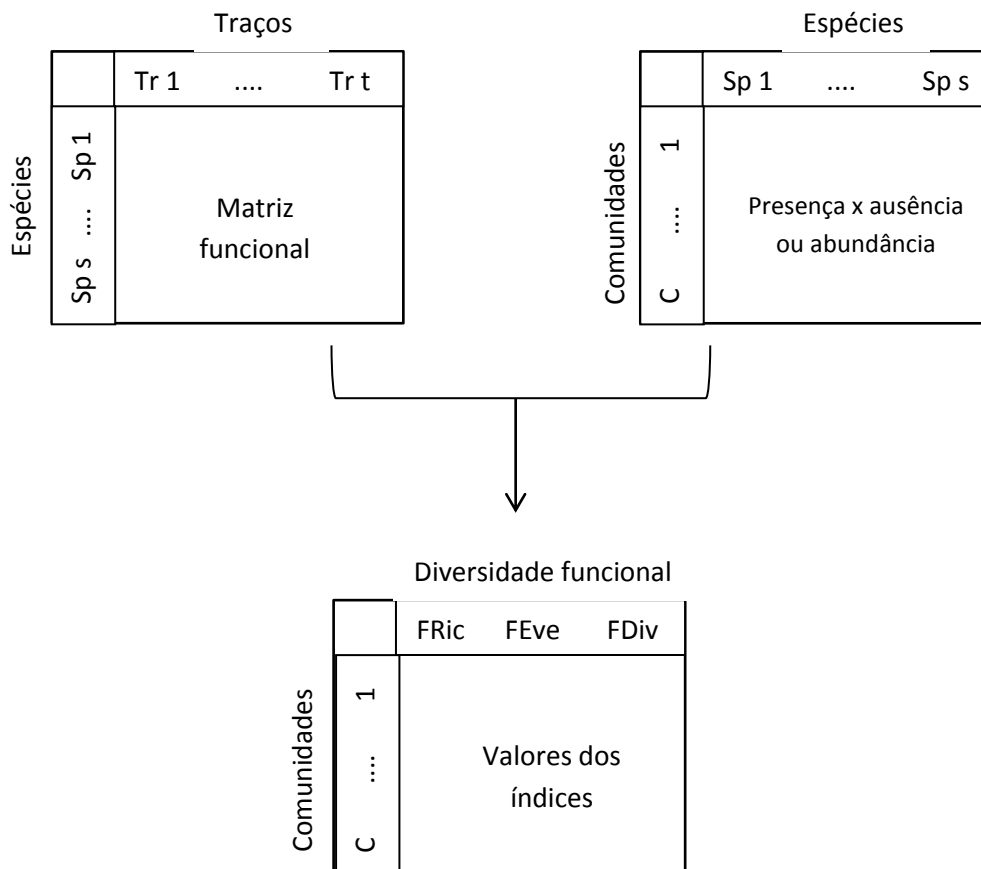 Traços
Tr 1 .... Tr t
Espécies
Sp 1 .... Sp s
Matriz
funcional
Espécies
Sp 1 .... Sp s
Comunidades
1 .... C
Presença x ausência
ou abundância
Diversidade funcional
FRic FEve FDiv
Comunidades
1 .... C
Valores dos
índices